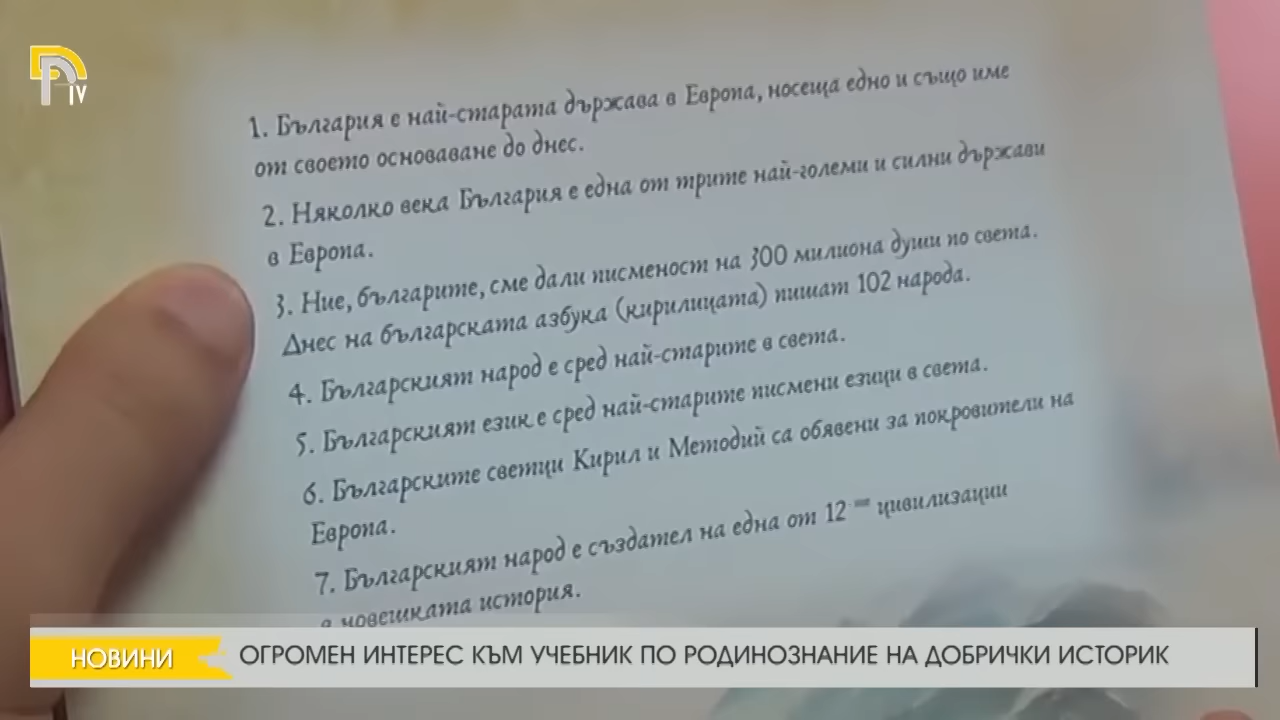 TV
1. България е най-старата държава в Европа, носеща едно и също име
от своето основаване до днес.
2. Няколко века България е една от трите най-големи и силни държави
в Европа.
3. Ние, българите, сме дали писменост на 300 милиона души по света.
Днес на българската азбука (кирилицата) пишат 102 народа.
4. Българският народ е сред най-старите в света.
5. Българският език е сред най-старите писмени езици в света.
6. Българските светци Кирил и Методий са обявени за покровители на
Европа.
7. Българският народ е създател на една от 12-те цивилизации
в човешката история.
НОВИНИ
ОГРОМЕН ИНТЕРЕС КЪМ УЧЕБНИК ПО РОДИНОЗНАНИЕ НА ДОБРИЧКИ ИСТОРИК